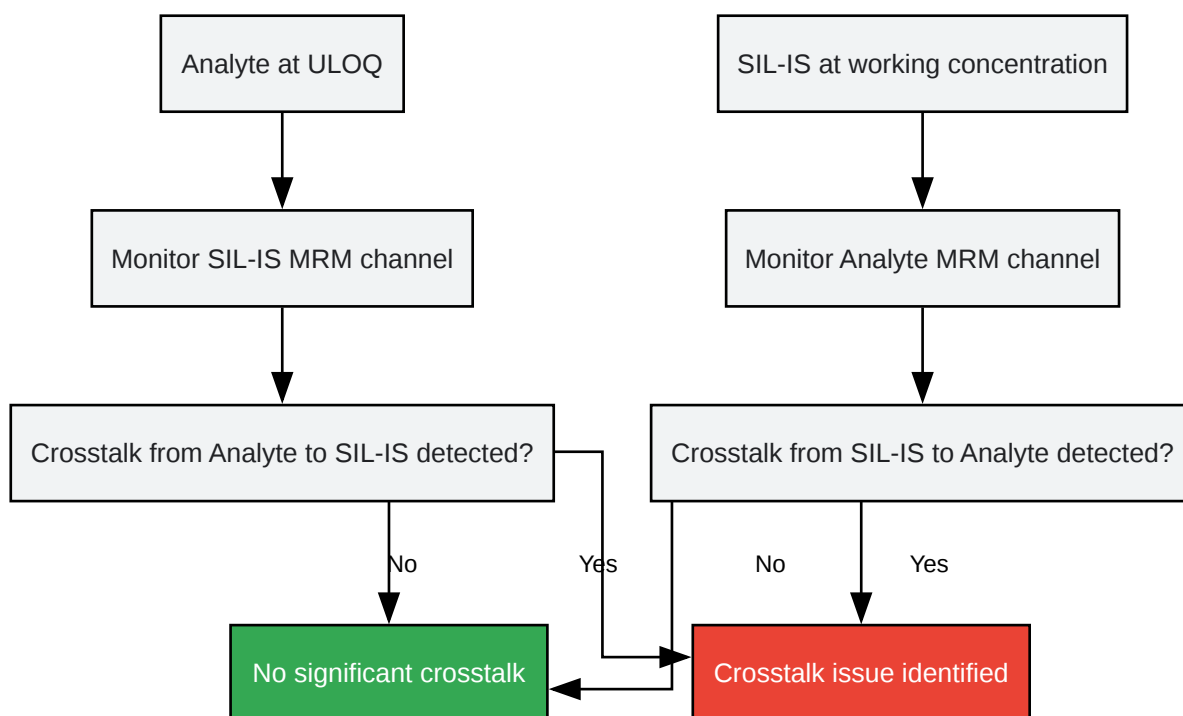 Analyte at ULOQ
SIL-IS at working concentration
Monitor SIL-IS MRM channel
Monitor Analyte MRM channel
Crosstalk from Analyte to SIL-IS detected?
Crosstalk from SIL-IS to Analyte detected?
No
Yes
No
Yes
No significant crosstalk
Crosstalk issue identified